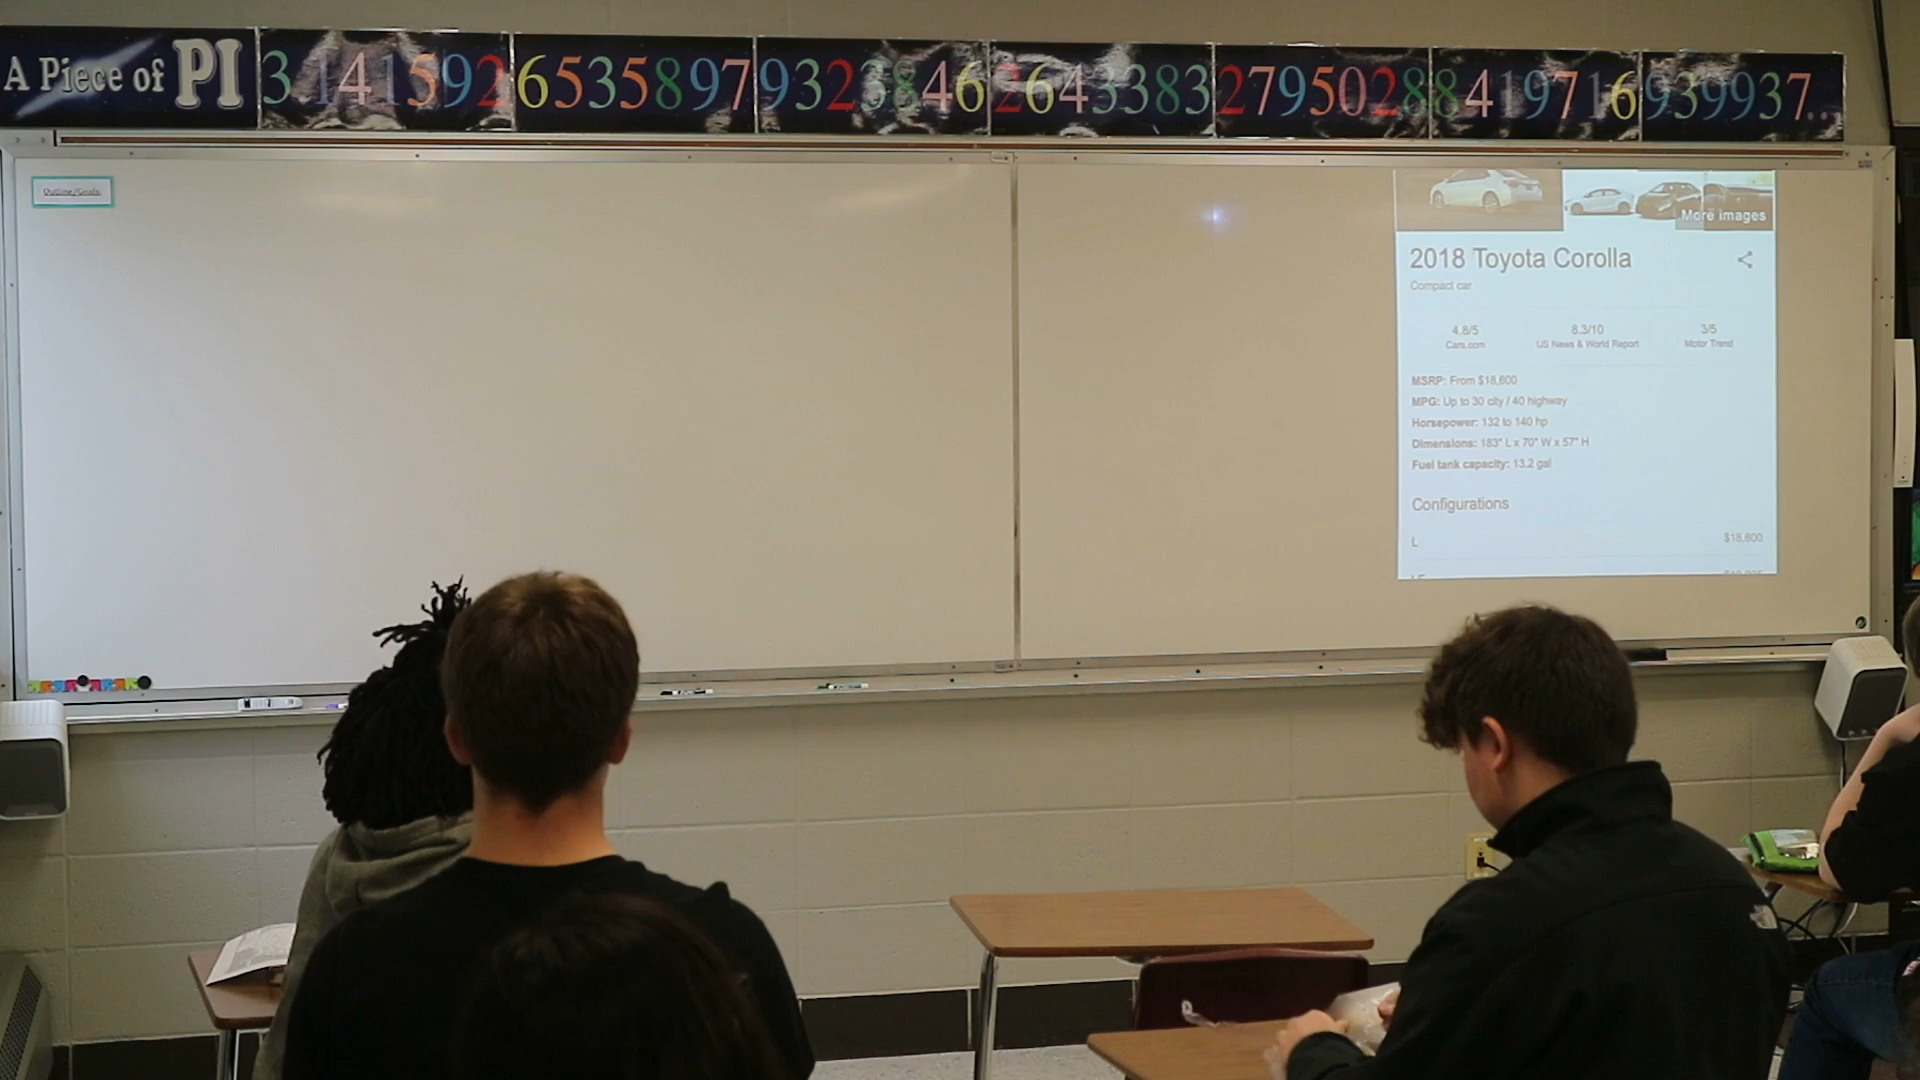 A Piece of PI 3.14159265358979323846264338327950288419716939937...
Outline/Goals
More images
2018 Toyota Corolla
Compact car
4.8/5 8.3/10 3/5
Cars.com US News & World Report Motor Trend
MSRP: From $18,600
MPG: Up to 30 city / 40 highway
Horsepower: 132 to 140 hp
Dimensions: 183" L x 70" W x 57" H
Fuel tank capacity: 13.2 gal
Configurations
L $18,600